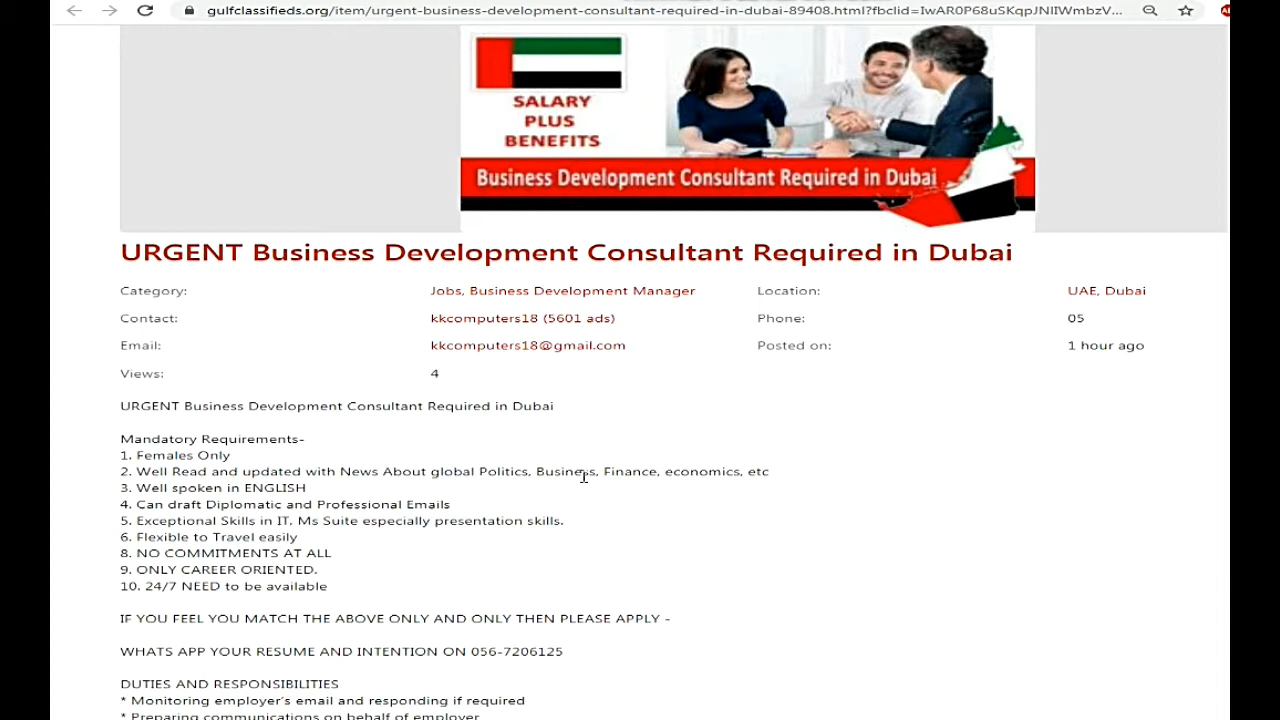 gulfclassifieds.org/item/urgent-business-development-consultant-required-in-dubai-89408.html?fbclid=IwAR0P68uSKqpJNlIWmbzV...
SALARY
PLUS
BENEFITS
Business Development Consultant Required in Dubai
URGENT Business Development Consultant Required in Dubai
Category: Jobs, Business Development Manager Location: UAE, Dubai
Contact: kkcomputers18 (5601 ads) Phone: 05
Email: kkcomputers18@gmail.com Posted on: 1 hour ago
Views: 4
URGENT Business Development Consultant Required in Dubai
Mandatory Requirements-
1. Females Only
2. Well Read and updated with News About global Politics, Business, Finance, economics, etc
3. Well spoken in ENGLISH
4. Can draft Diplomatic and Professional Emails
5. Exceptional Skills in IT, Ms Suite especially presentation skills.
6. Flexible to Travel easily
8. NO COMMITMENTS AT ALL
9. ONLY CAREER ORIENTED.
10. 24/7 NEED to be available
IF YOU FEEL YOU MATCH THE ABOVE ONLY AND ONLY THEN PLEASE APPLY -
WHATS APP YOUR RESUME AND INTENTION ON 056-7206125
DUTIES AND RESPONSIBILITIES
* Monitoring employer's email and responding if required
* Preparing communications on behalf of employer